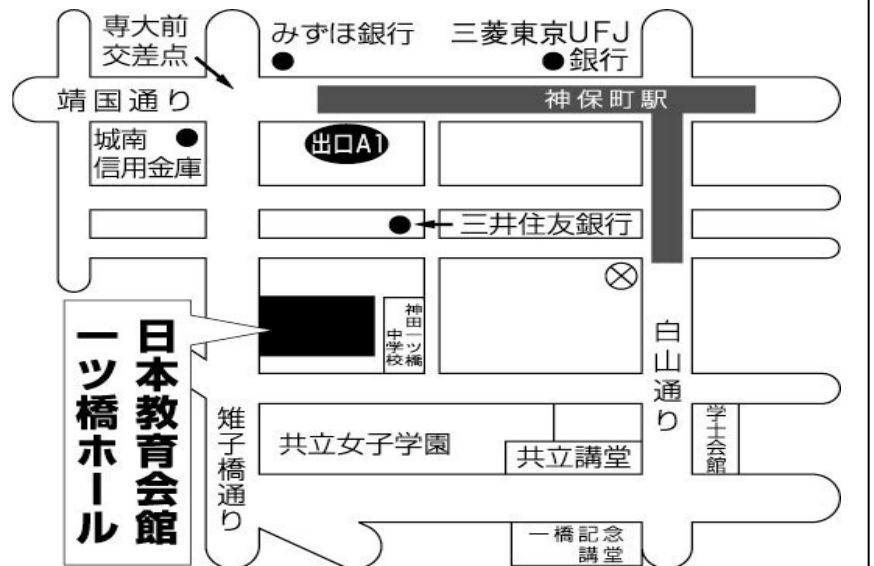 専大前
交差点
みずほ銀行
三菱東京UFJ
銀行
靖国通り
神保町駅
城南
信用金庫
出口A1
三井住友銀行
神田一ツ橋
中学校
日本教育会館
一ツ橋ホール
白山通り
雉子橋通り
共立女子学園
共立講堂
学士会館
一橋記念
講堂